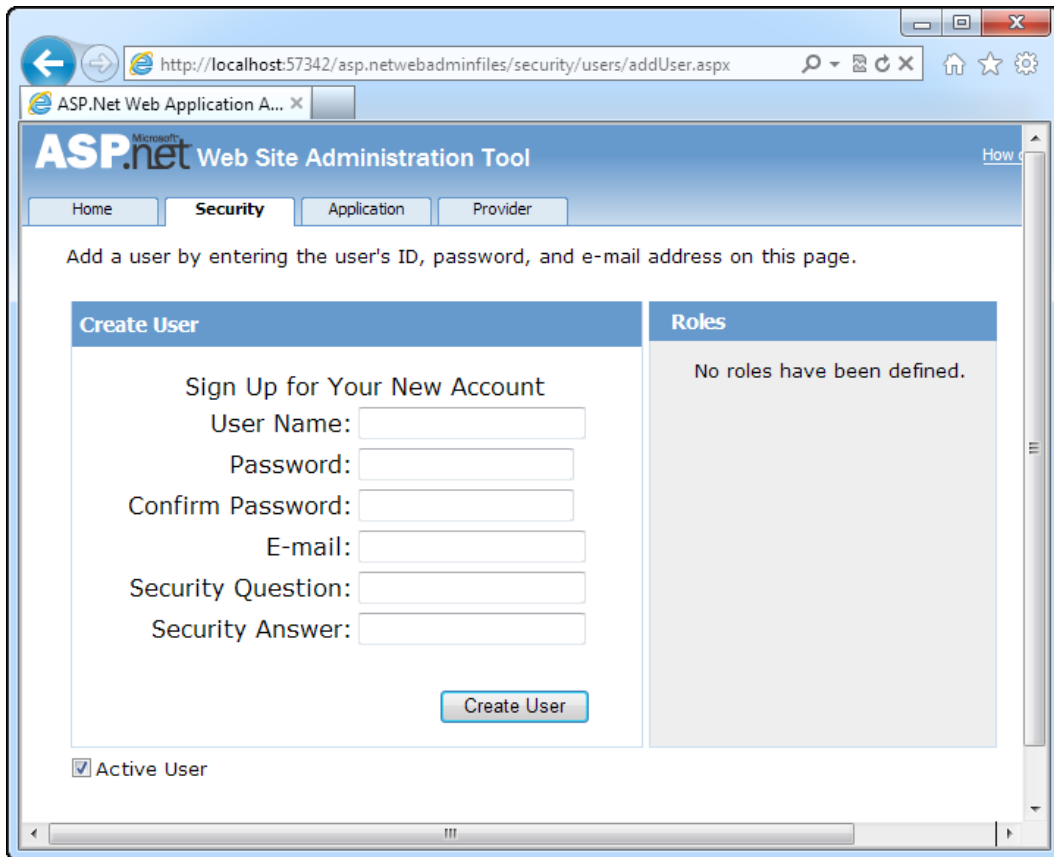 http://localhost:57342/asp.netwebadminfiles/security/users/addUser.aspx
ASP.Net Web Application A...
Microsoft
ASP.net Web Site Administration Tool
How
Home Security Application Provider
Add a user by entering the user's ID, password, and e-mail address on this page.
Create User
Sign Up for Your New Account
User Name:
Password:
Confirm Password:
E-mail:
Security Question:
Security Answer:
Create User
Roles
No roles have been defined.
Active User